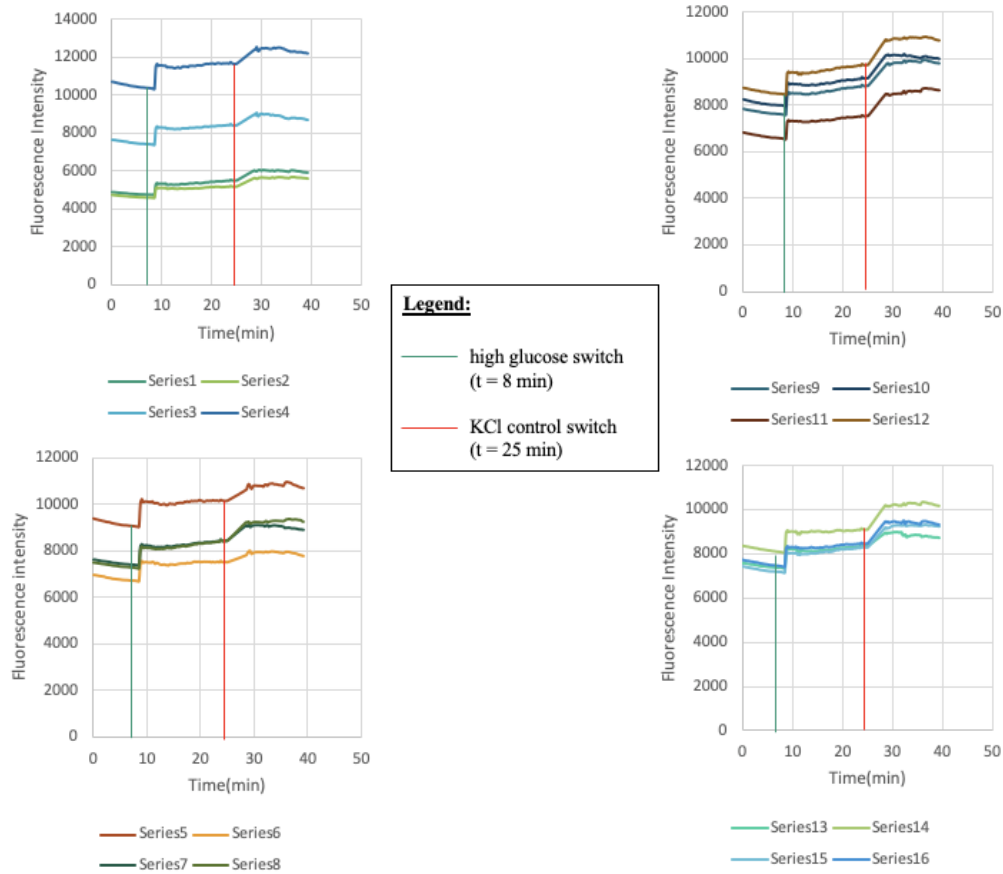 14000
12000
10000
8000
6000
4000
2000
0
Fluorescence Intensity
0 10 20 30 40 50
Time(min)
Series1 Series2
Series3 Series4
12000
10000
8000
6000
4000
2000
0
Fluorescence Intensity
0 10 20 30 40 50
Time(min)
Series9 Series10
Series11 Series12
Legend:
high glucose switch
(t = 8 min)
KCl control switch
(t = 25 min)
12000
10000
8000
6000
4000
2000
0
Fluorescence intensity
0 10 20 30 40 50
Time(min)
Series5 Series6
Series7 Series8
12000
10000
8000
6000
4000
2000
0
Fluorescence Intensity
0 10 20 30 40 50
Time(min)
Series13 Series14
Series15 Series16